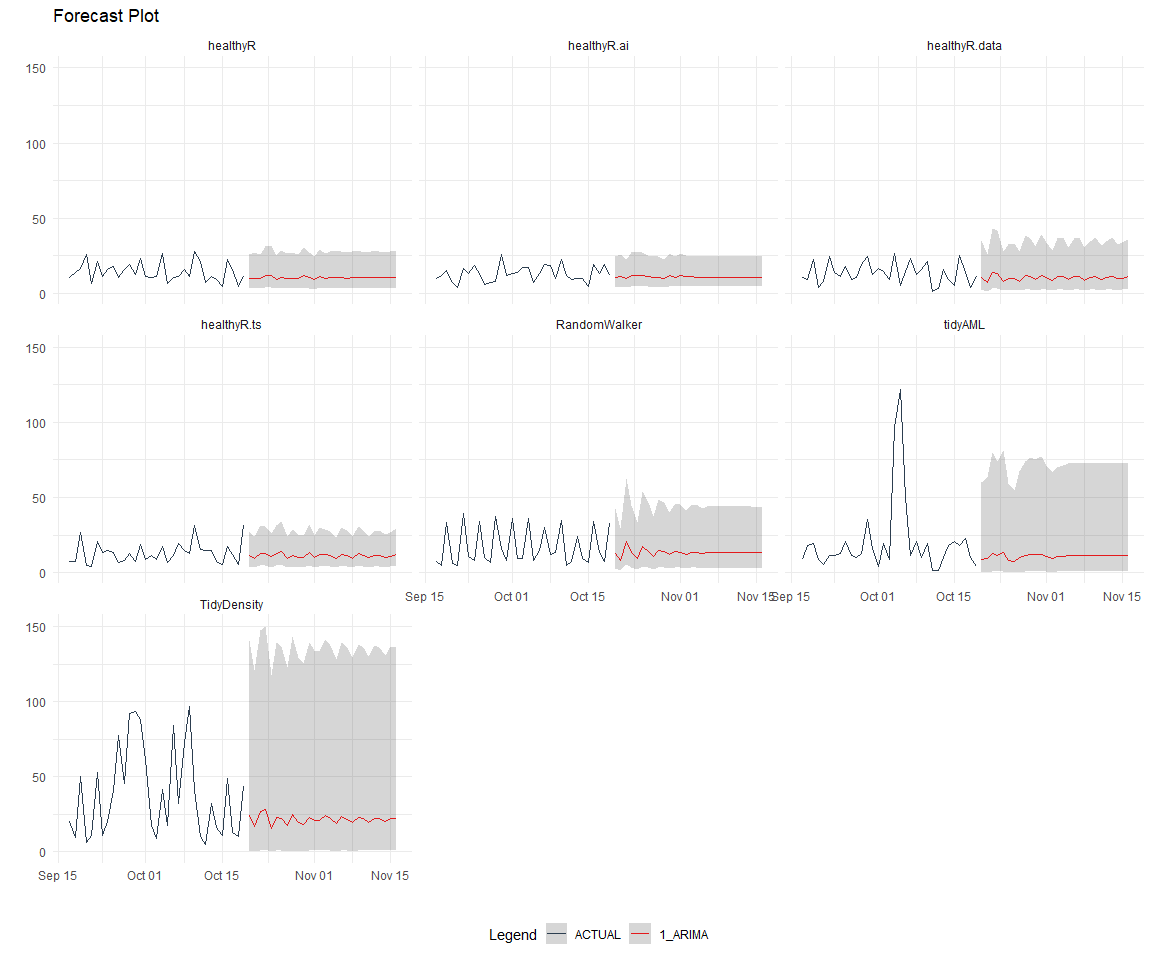 Forecast Plot
healthyR healthyR.ai healthyR.data
150
100
50
0
healthyR.ts RandomWalker tidyAML
150
100
50
0
Sep 15 Oct 01 Oct 15 Nov 01 Nov 15 Sep 15 Oct 01 Oct 15 Nov 01 Nov 15
TidyDensity
150
100
50
0
Sep 15 Oct 01 Oct 15 Nov 01 Nov 15
Legend ACTUAL 1_ARIMA